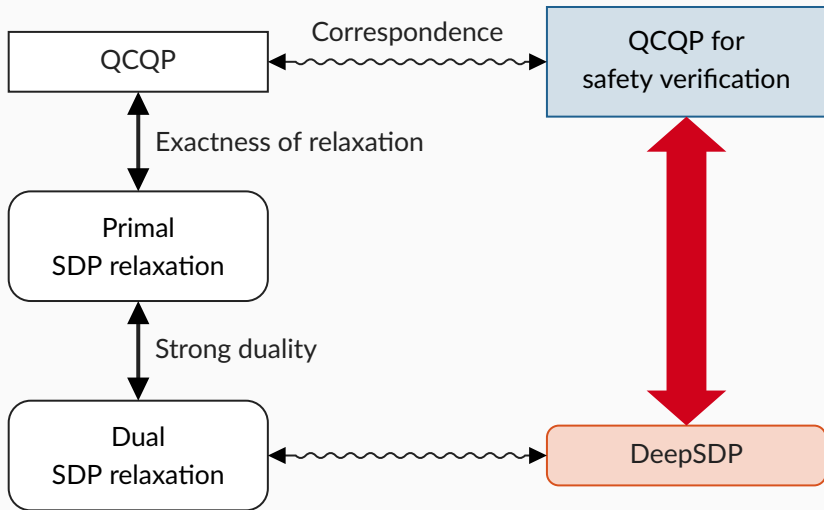 Correspondence
QCQP
QCQP for
safety verification
Exactness of relaxation
Primal
SDP relaxation
Strong duality
Dual
SDP relaxation
DeepSDP